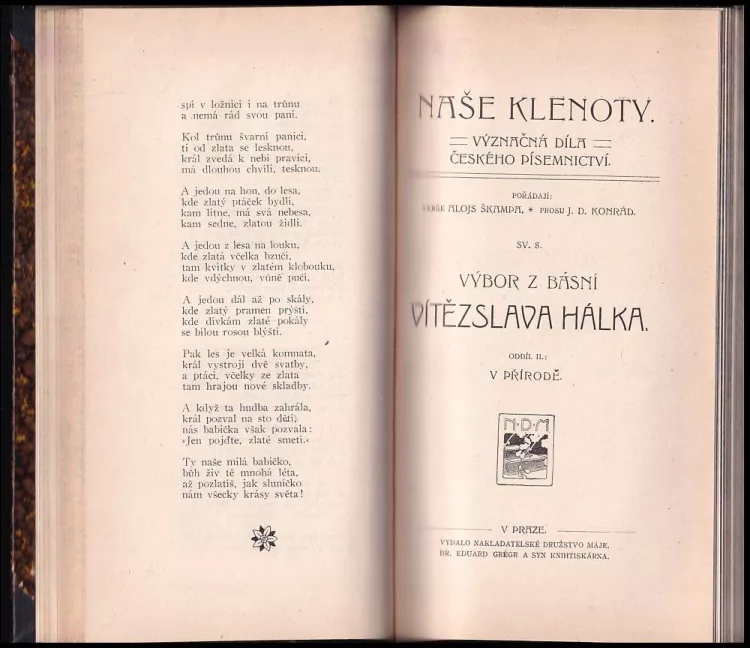 spí v ložnici i na trůnu
a nemá rád svou paní.
Kol trůnu švarní panici,
ti od zlata se lesknou,
král zvedá k nebi pravici,
má dlouhou chvíli, tesknou.
A jedou na hon, do lesa,
kde zlatý ptáček bydlí,
kam lítne, má svá nebesa,
kam sedne, zlatou židli.
A jedou z lesa na louku,
kde zlatá včelka bzučí,
tam kvítky v zlatém klobouku,
kde vdýchnou, vůně pučí.
A jedou dál až po skály,
kde zlatý pramen prýští,
kde dívkám zlaté pokály
se bílou rosou blýští.
Pak les je velká komnata,
král vystrojí dvě svatby,
a ptáci, včelky ze zlata
tam hrajou nové skladby.
A když ta hudba zahrála,
král pozval na sto dětí,
nás babička však pozvala:
»Jen pojďte, zlaté smetí.«
Ty naše milá babičko,
bůh živ tě mnohá léta,
až pozlatíš, jak sluníčko
nám všecky krásy světa!
NAŠE KLENOTY.
VÝZNAČNÁ DÍLA
ČESKÉHO PÍSEMNICTVÍ.
POŘÁDAJÍ:
VERŠE ALOJS ŠKAMPA, * PROSU J. D. KONRÁD.
SV. 8.
VÝBOR Z BÁSNÍ
VÍTĚZSLAVA HÁLKA.
ODDÍL II.:
V PŘÍRODĚ.
N·D·M
V PRAZE.
VYDALO NAKLADATELSKÉ DRUŽSTVO MÁJE.
DR. EDUARD GRÉGR A SYN KNIHTISKÁRNA.